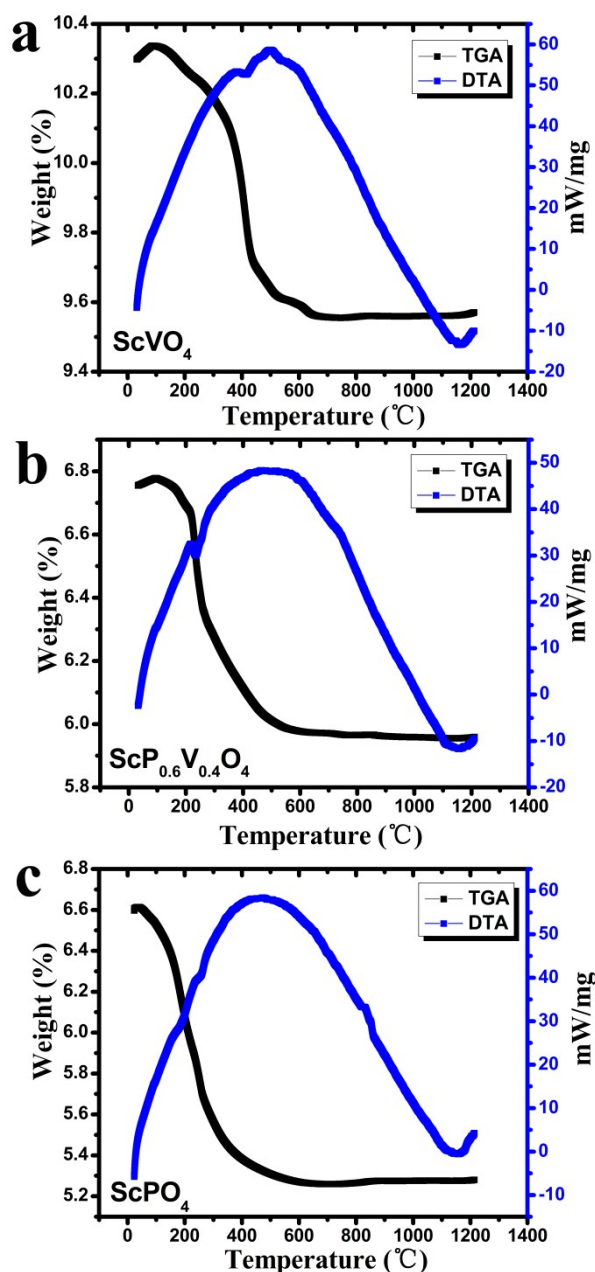 a
10.4
10.2
10.0
9.8
9.6
9.4
Weight (%)
TGA
DTA
60
50
40
30
20
10
0
-10
-20
mW/mg
ScVO₄
0 200 400 600 800 1000 1200 1400
Temperature (℃)
b
6.8
6.6
6.4
6.2
6.0
5.8
Weight (%)
TGA
DTA
50
40
30
20
10
0
-10
-20
mW/mg
ScP₀.₆V₀.₄O₄
0 200 400 600 800 1000 1200 1400
Temperature (℃)
c
6.8
6.6
6.4
6.2
6.0
5.8
5.6
5.4
5.2
Weight (%)
TGA
DTA
60
50
40
30
20
10
0
-10
mW/mg
ScPO₄
0 200 400 600 800 1000 1200 1400
Temperature (℃)